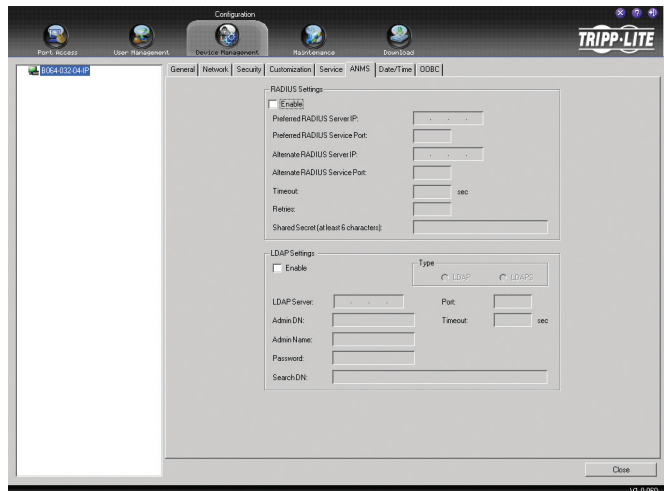 Configuration
Port Access
User Management
Device Management
Maintenance
Download
TRIPP·LITE
B064-032-04-IP
General Network Security Customization Service ANMS Date/Time OOBC
RADIUS Settings
Enable
Preferred RADIUS Server IP:
Preferred RADIUS Service Port:
Alternate RADIUS Server IP:
Alternate RADIUS Service Port:
Timeout: sec
Retries:
Shared Secret (at least 6 characters):
LDAP Settings
Enable
Type
LDAP LDAPS
LDAP Server: Port:
Admin DN: Timeout: sec
Admin Name:
Password:
Search DN:
Close
V1.0.060